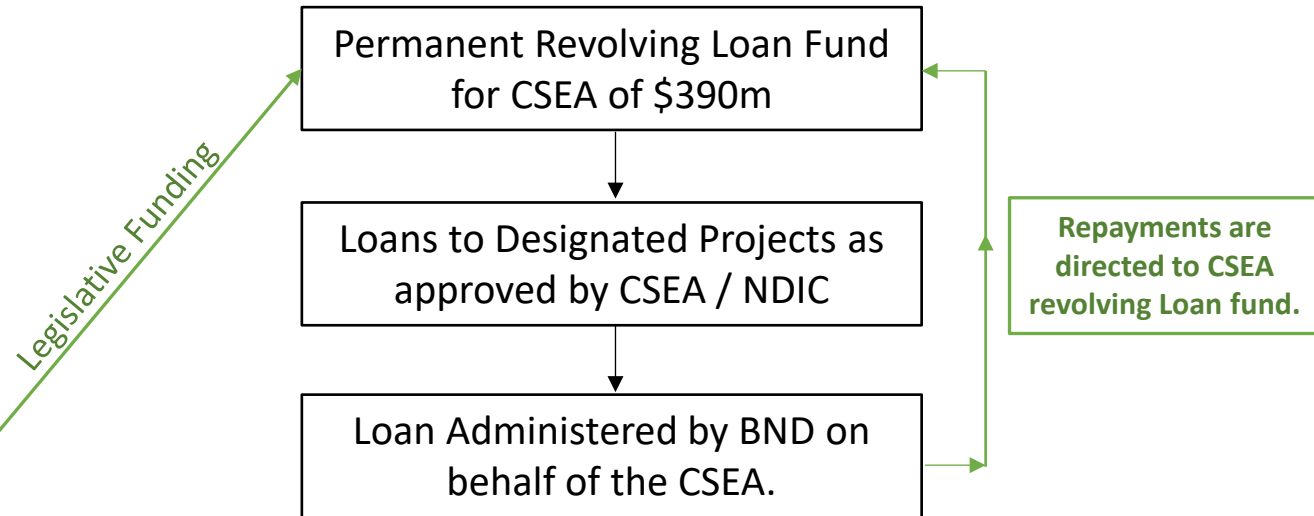 Permanent Revolving Loan Fund
for CSEA of $390m
Legislative Funding
Loans to Designated Projects as
approved by CSEA / NDIC
Repayments are
directed to CSEA
revolving Loan fund.
Loan Administered by BND on
behalf of the CSEA.